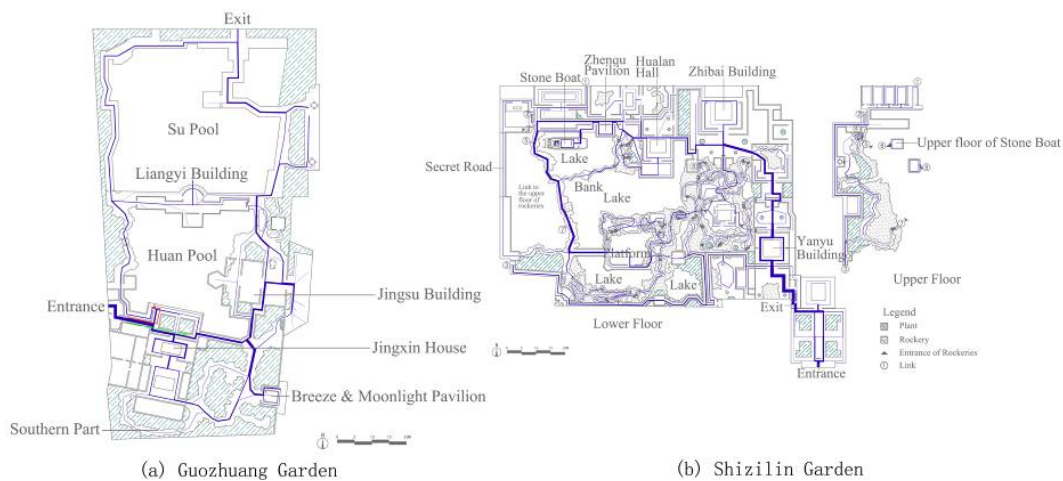 Exit
Su Pool
Liangyi Building
Huan Pool
Entrance
Jingsu Building
Jingxin House
Breeze & Moonlight Pavilion
Southern Part
(a) Guozhuang Garden
Zhenqu
Pavilion
Hualan
Hall
Stone Boat
Zhibai Building
Secret Road
Lake
Link to
the upper
floor of
rockeries
Bank
Lake
Platform
Lake
Lake
Yanyu
Building
Exit
Lower Floor
Entrance
Upper floor of Stone Boat
Upper Floor
Legend
Plant
Rockery
Entrance of Rockeries
Link
(b) Shizilin Garden